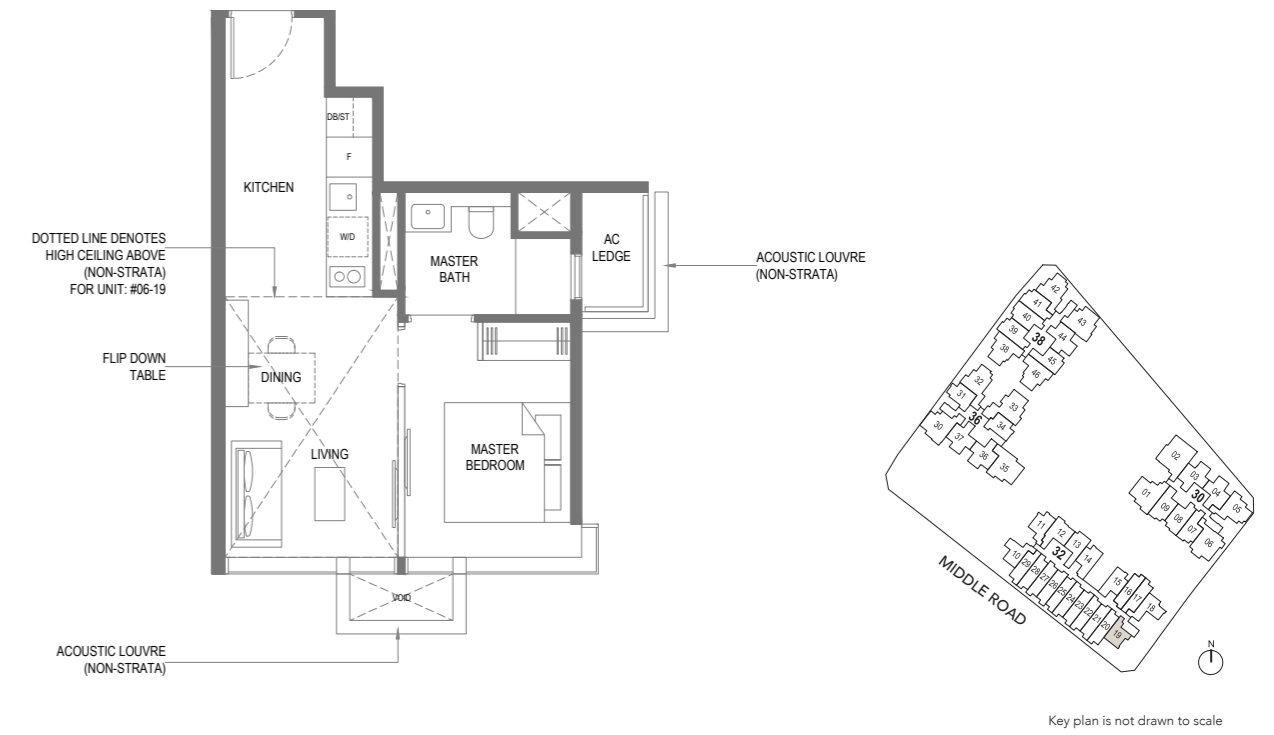 DB/ST
F
KITCHEN
W/D
DOTTED LINE DENOTES
HIGH CEILING ABOVE
(NON-STRATA)
FOR UNIT: #06-19
MASTER
BATH
AC
LEDGE
ACOUSTIC LOUVRE
(NON-STRATA)
FLIP DOWN
TABLE
DINING
LIVING
MASTER
BEDROOM
VOID
ACOUSTIC LOUVRE
(NON-STRATA)
42
41
40
43
39
38
44
38
45
46
32
31
33
36
34
30
37
36
35
02
03
04
01
30
05
09
08
07
06
11
12
13
32
14
10
29
28
27
26
25
24
23
22
21
20
19
15
16
17
18
MIDDLE ROAD
N
Key plan is not drawn to scale